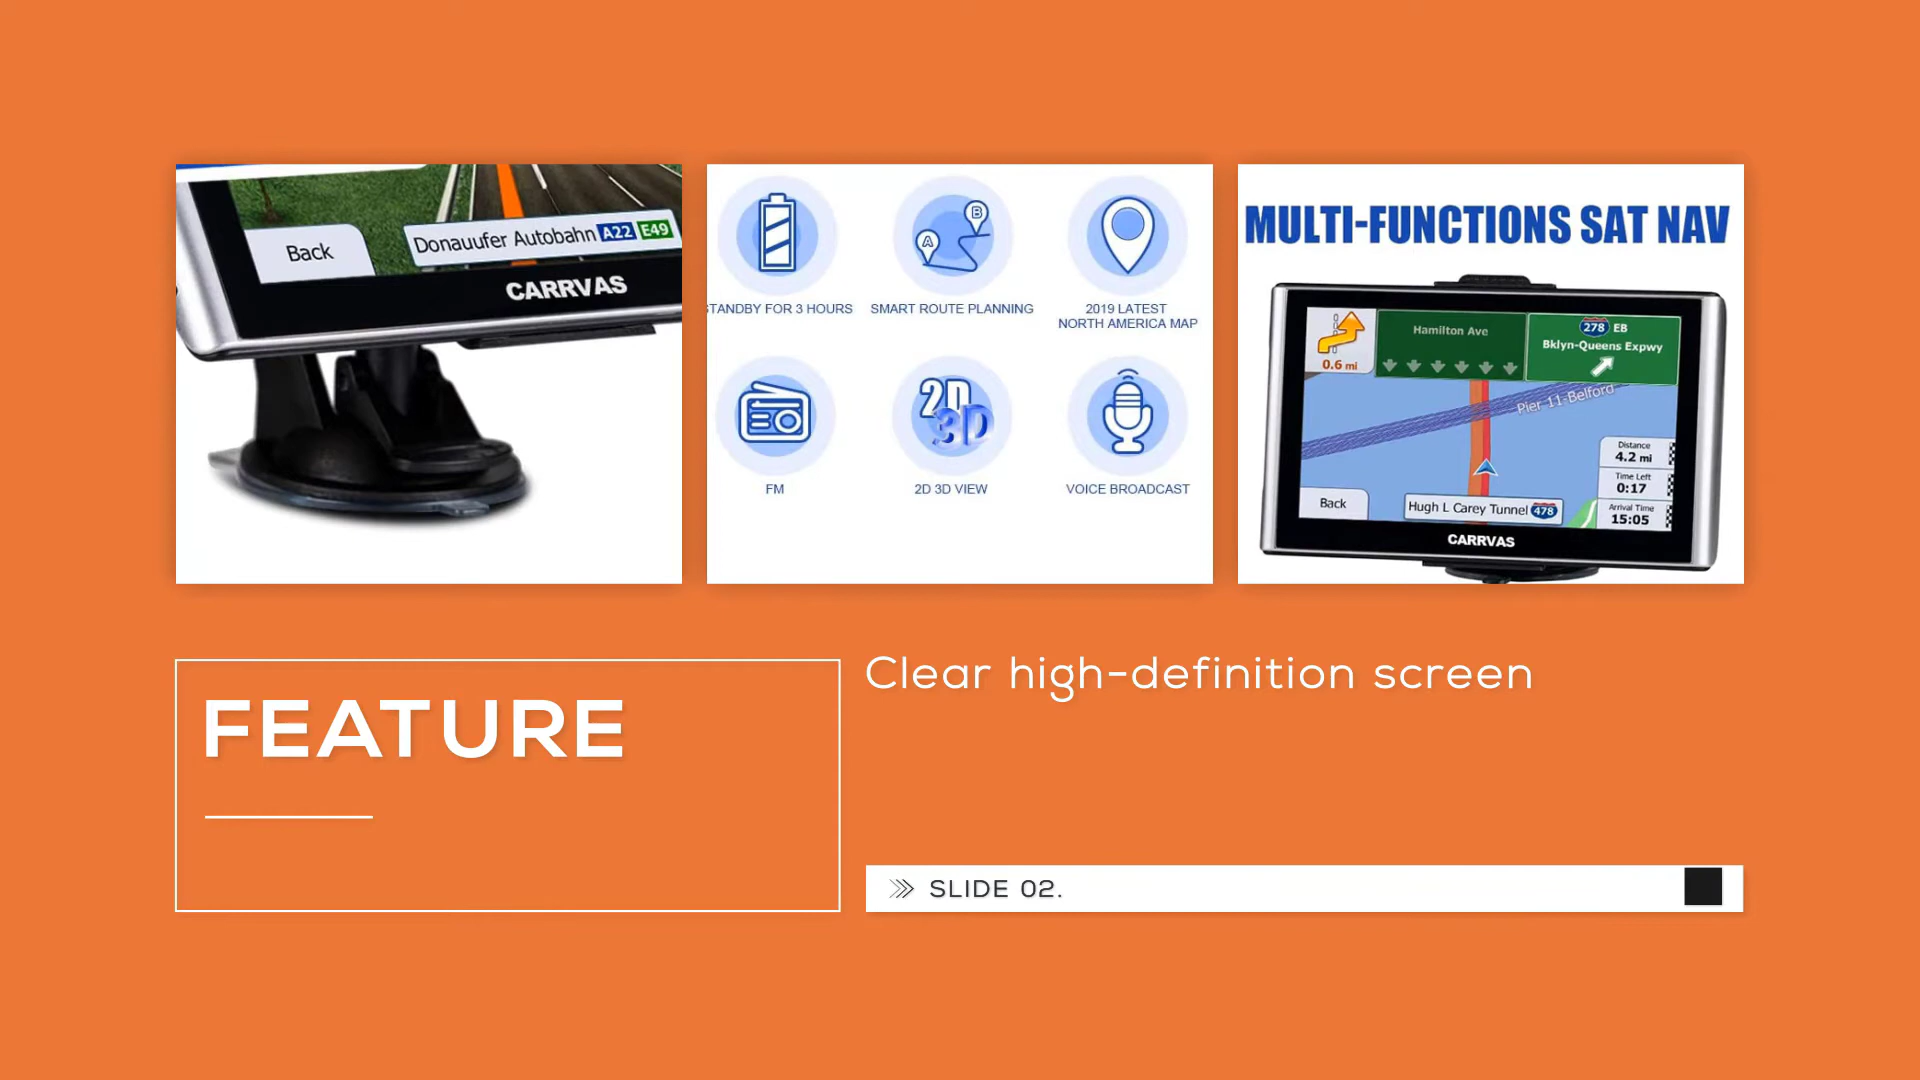 Back
Donauufer Autobahn A22 E49
CARRVAS
STANDBY FOR 3 HOURS
SMART ROUTE PLANNING
2019 LATEST
NORTH AMERICA MAP
A
B
2D
3D
FM
2D 3D VIEW
VOICE BROADCAST
MULTI-FUNCTIONS SAT NAV
0.6 mi
Hamilton Ave
278 EB
Bklyn-Queens Expwy
Pier 11-Belford
Distance
4.2 mi
Time Left
0:17
Arrival Time
15:05
Back
Hugh L Carey Tunnel 478
CARRVAS
FEATURE
Clear high-definition screen
SLIDE 02.